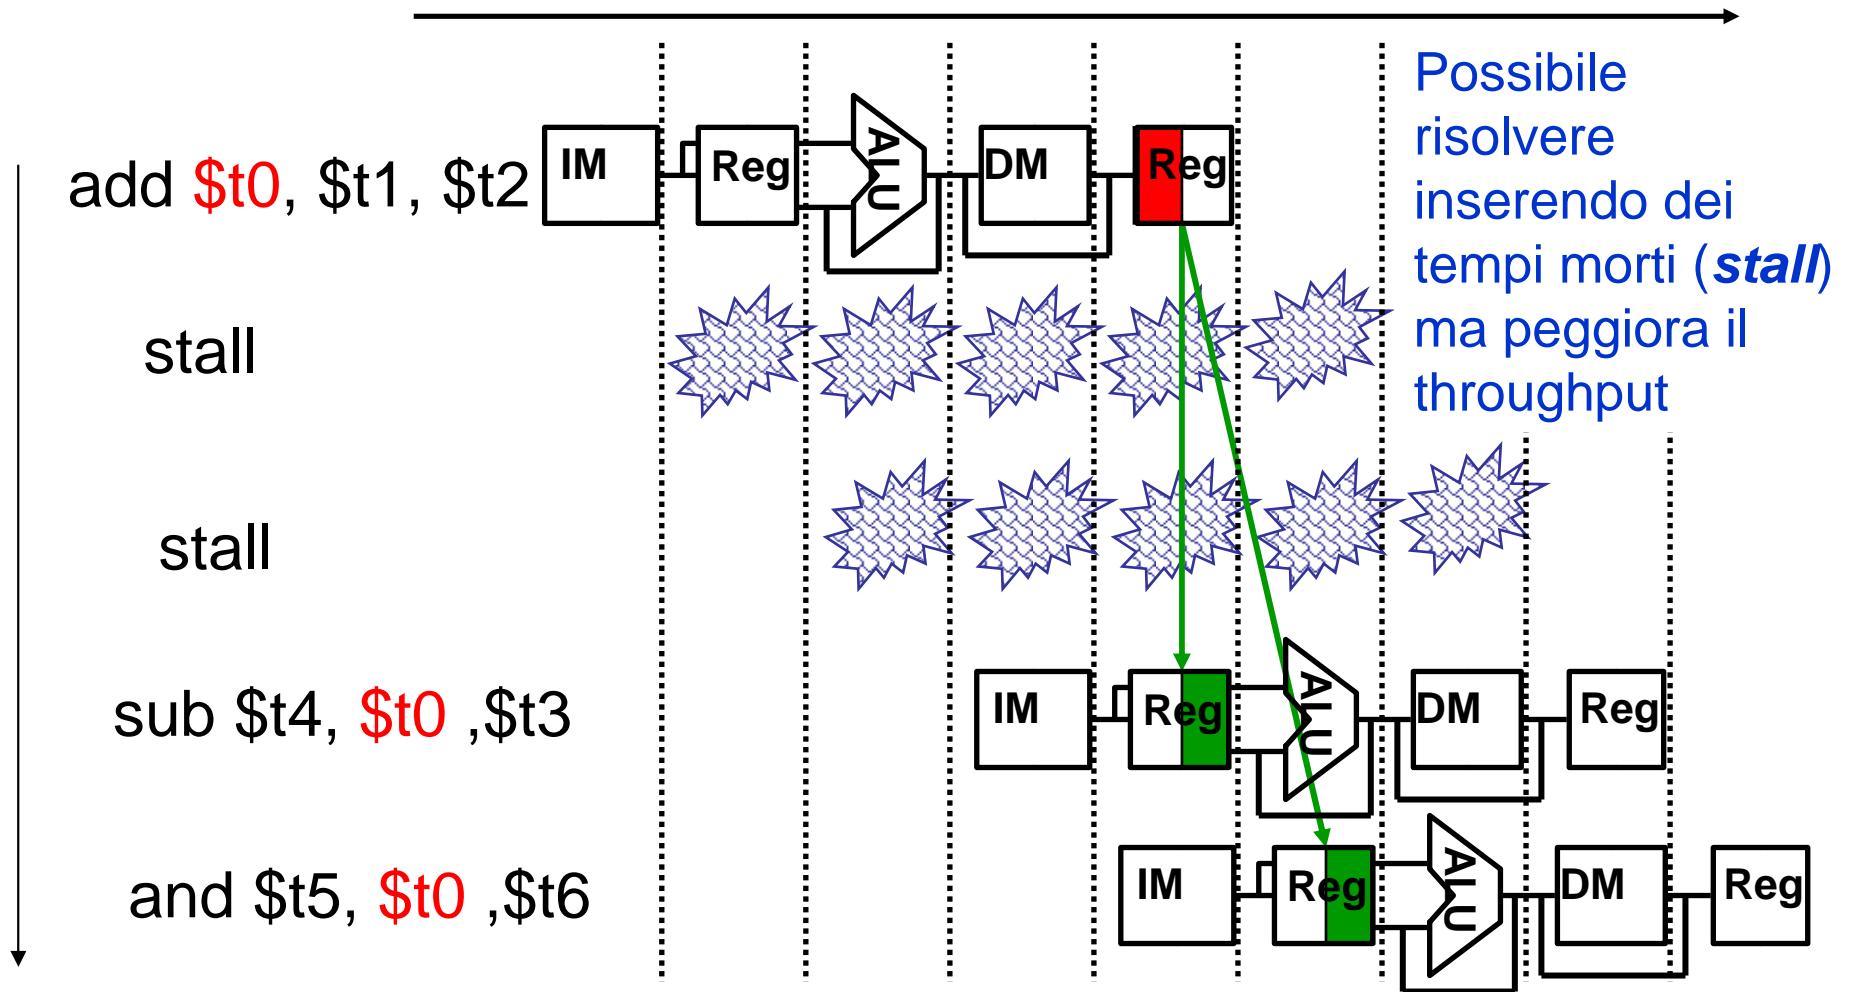 Possibile
risolvere
inserendo dei
tempi morti (stall)
ma peggiora il
throughput
add $t0, $t1, $t2
IM
Reg
ALU
DM
Reg
stall
stall
sub $t4, $t0 ,$t3
IM
Reg
ALU
DM
Reg
and $t5, $t0 ,$t6
IM
Reg
ALU
DM
Reg